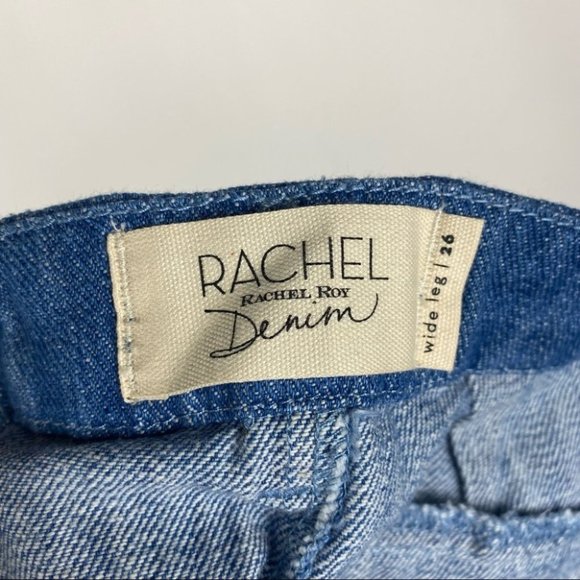 RACHEL
RACHEL ROY
Denim
wide leg | 26